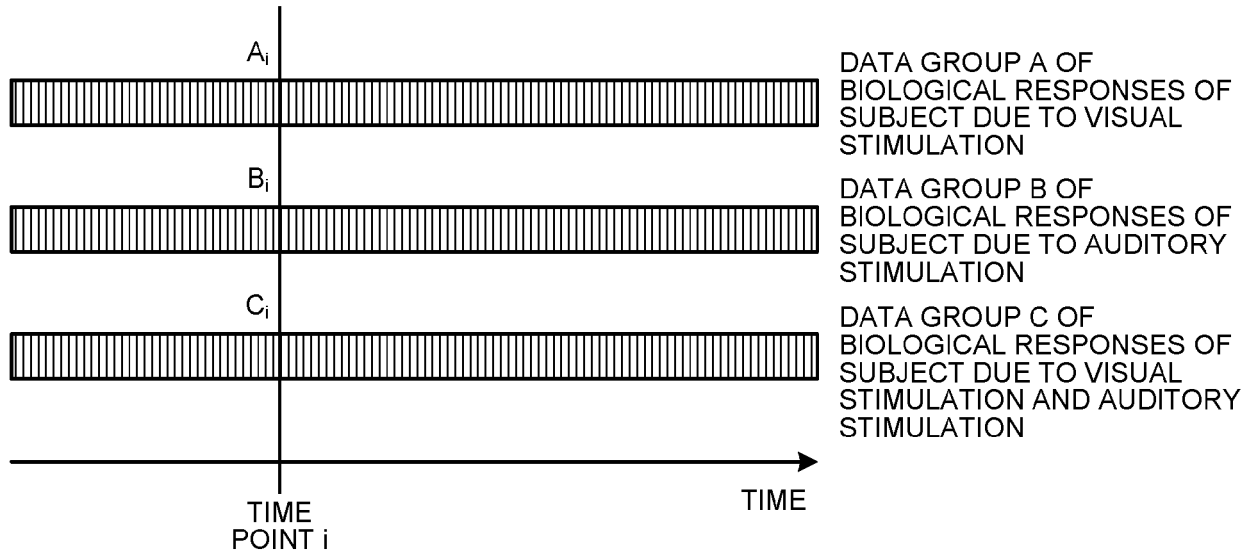 Ai
DATA GROUP A OF
BIOLOGICAL RESPONSES OF
SUBJECT DUE TO VISUAL
STIMULATION
Bi
DATA GROUP B OF
BIOLOGICAL RESPONSES OF
SUBJECT DUE TO AUDITORY
STIMULATION
Ci
DATA GROUP C OF
BIOLOGICAL RESPONSES OF
SUBJECT DUE TO VISUAL
STIMULATION AND AUDITORY
STIMULATION
TIME
POINT i
TIME